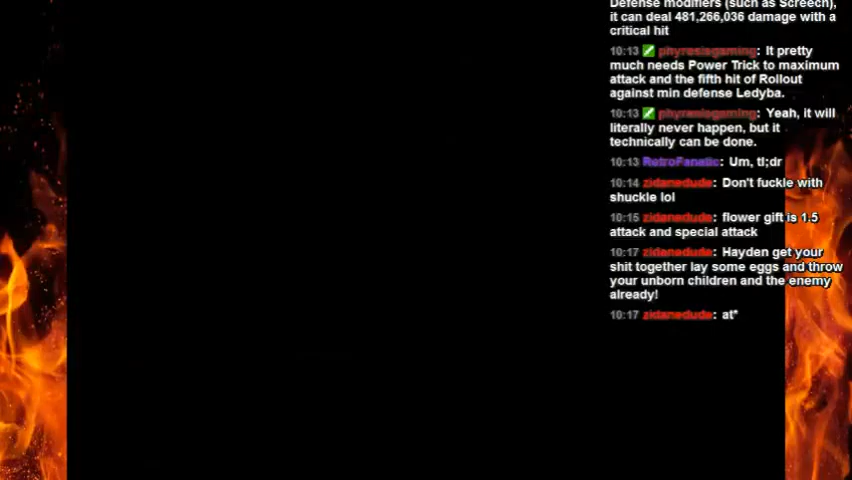 Defense modifiers (such as Screech),
it can deal 481,266,036 damage with a
critical hit
10:13 phyrexiagaming: It pretty
much needs Power Trick to maximum
attack and the fifth hit of Rollout
against min defense Ledyba.
10:13 phyrexiagaming: Yeah, it will
literally never happen, but it
technically can be done.
10:13 RetroFanatic: Um, tl;dr
10:14 zidanedude: Don't fuckle with
shuckle lol
10:15 zidanedude: flower gift is 1.5
attack and special attack
10:17 zidanedude: Hayden get your
shit together lay some eggs and throw
your unborn children and the enemy
already!
10:17 zidanedude: at*